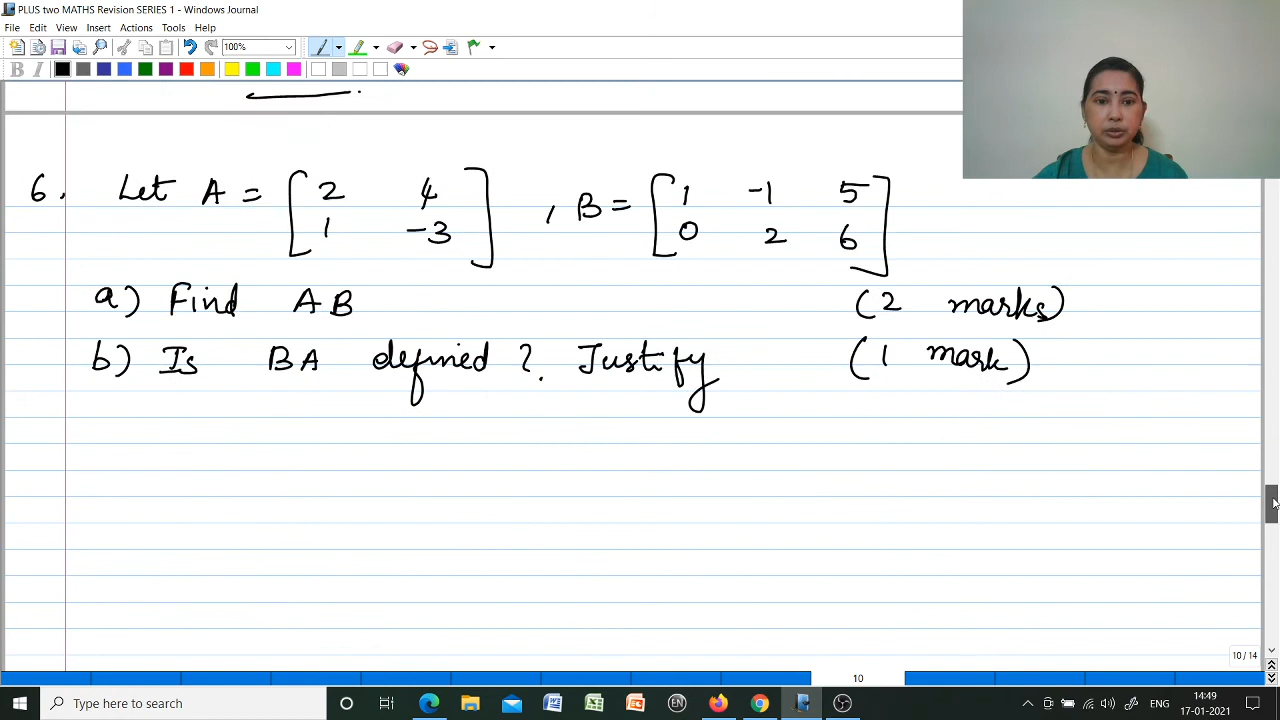 PLUS two MATHS Revision SERIES 1 - Windows Journal
File Edit View Insert Actions Tools Help
100%
B I
6. Let A = [ 2 4 ] , B = [ 1 -1 5 ]
[ 1 -3 ] [ 0 2 6 ]
a) Find AB (2 marks)
b) Is BA defined ? Justify (1 mark)
10 / 14
10
Type here to search
EN
ENG
14:49
17-01-2021